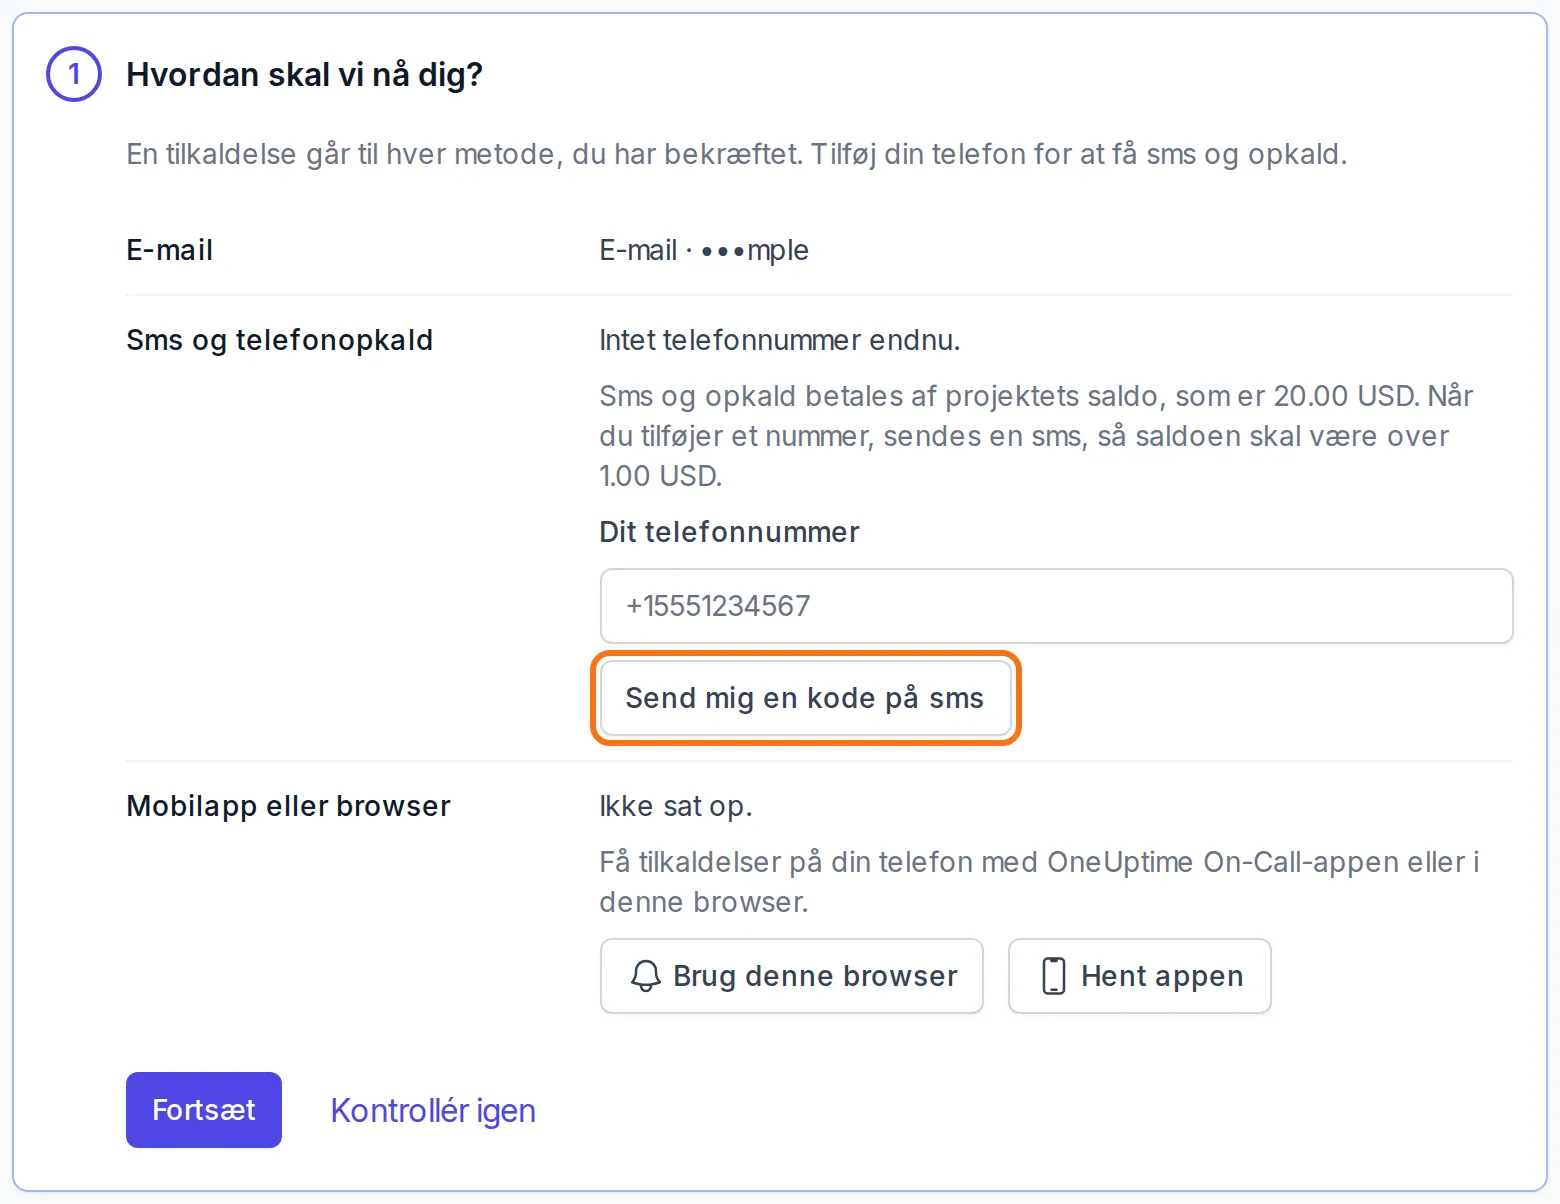 1
Hvordan skal vi nå dig?
En tilkaldelse går til hver metode, du har bekræftet. Tilføj din telefon for at få sms og opkald.
E-mail
E-mail · •••mple
Sms og telefonopkald
Intet telefonnummer endnu.
Sms og opkald betales af projektets saldo, som er 20.00 USD. Når
du tilføjer et nummer, sendes en sms, så saldoen skal være over
1.00 USD.
Dit telefonnummer
+15551234567
Send mig en kode på sms
Mobilapp eller browser
Ikke sat op.
Få tilkaldelser på din telefon med OneUptime On-Call-appen eller i
denne browser.
Brug denne browser
Hent appen
Fortsæt
Kontrollér igen